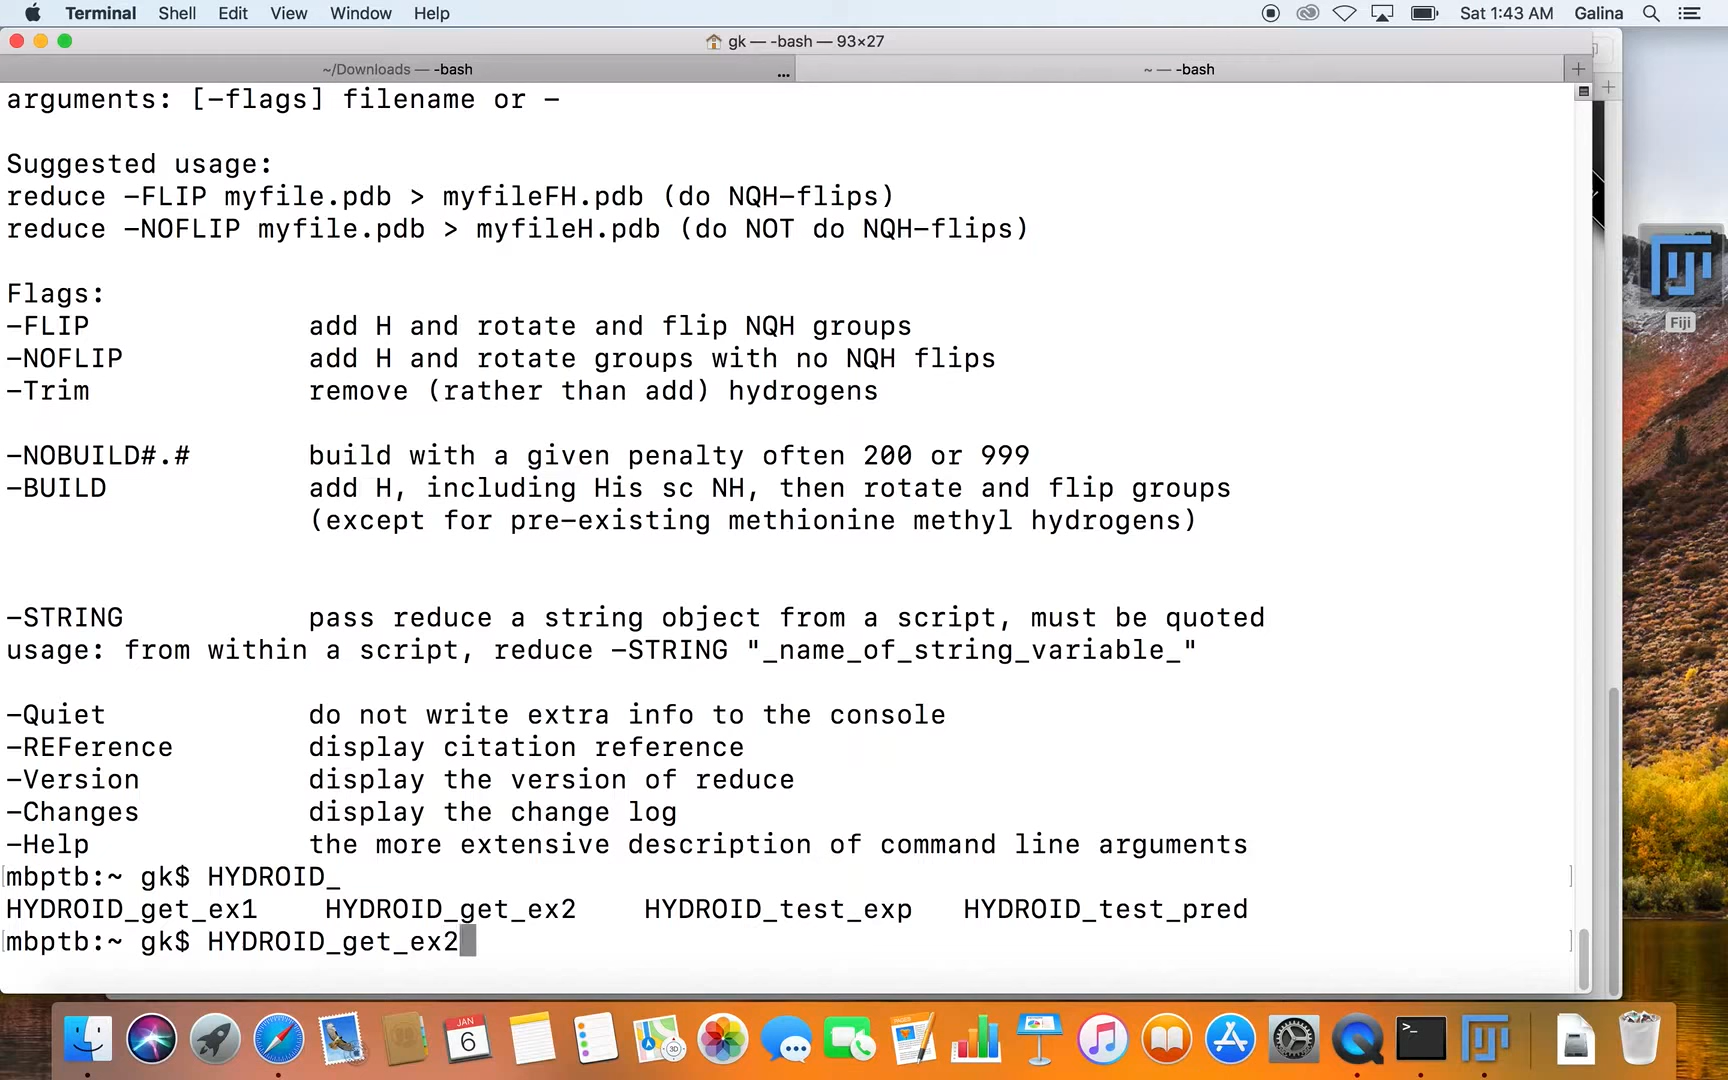 Terminal Shell Edit View Window Help Sat 1:43 AM Galina
gk — -bash — 93×27
~/Downloads — -bash ... ~ — -bash
arguments: [-flags] filename or -
Suggested usage:
reduce -FLIP myfile.pdb > myfileFH.pdb (do NQH-flips)
reduce -NOFLIP myfile.pdb > myfileH.pdb (do NOT do NQH-flips)
Flags:
-FLIP add H and rotate and flip NQH groups
-NOFLIP add H and rotate groups with no NQH flips
-Trim remove (rather than add) hydrogens
-NOBUILD#.# build with a given penalty often 200 or 999
-BUILD add H, including His sc NH, then rotate and flip groups
(except for pre-existing methionine methyl hydrogens)
-STRING pass reduce a string object from a script, must be quoted
usage: from within a script, reduce -STRING "_name_of_string_variable_"
-Quiet do not write extra info to the console
-REFerence display citation reference
-Version display the version of reduce
-Changes display the change log
-Help the more extensive description of command line arguments
[mbptb:~ gk$ HYDROID_ ]
HYDROID_get_ex1 HYDROID_get_ex2 HYDROID_test_exp HYDROID_test_pred
[mbptb:~ gk$ HYDROID_get_ex2 ]
Fiji
JAN
6
3D
>_